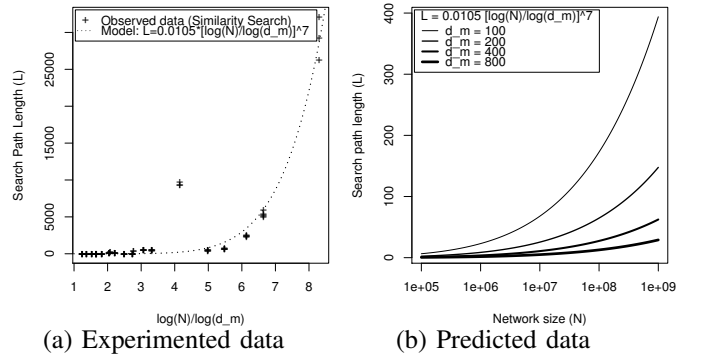 Observed data (Similarity Search)
Model: L=0.0105*[log(N)/log(d_m)]^7
Search Path Length (L)
25000
15000
5000
0
1
2
3
4
5
6
7
8
log(N)/log(d_m)
(a) Experimented data
L = 0.0105 [log(N)/log(d_m)]^7
d_m = 100
d_m = 200
d_m = 400
d_m = 800
Search path length (L)
400
300
200
100
0
1e+05
1e+06
1e+07
1e+08
1e+09
Network size (N)
(b) Predicted data